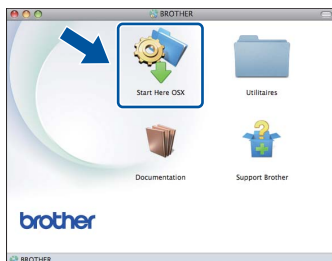 BROTHER
Start Here OSX
Utilitaires
Documentation
Support Brother
brother
BROTHER